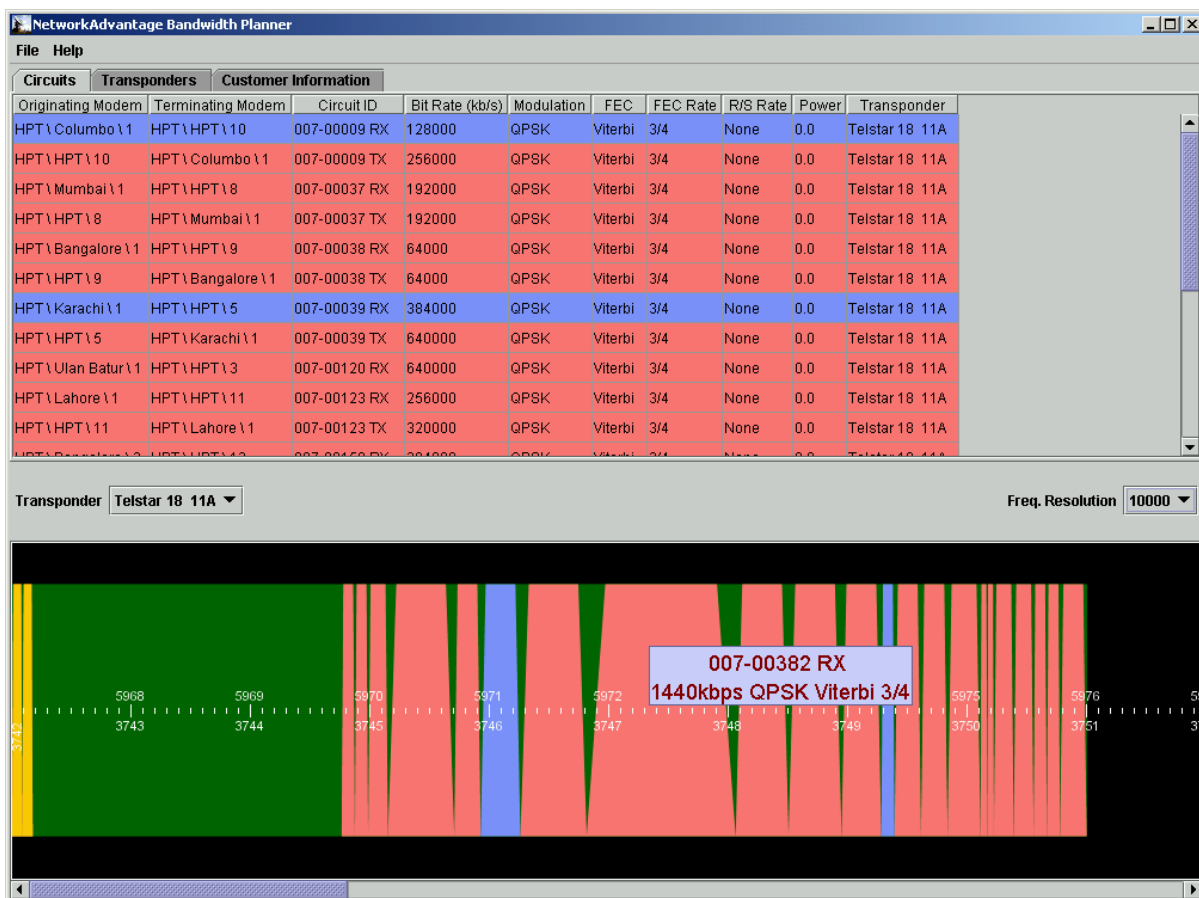 NetworkAdvantage Bandwidth Planner
File Help
Circuits Transponders Customer Information
Originating Modem Terminating Modem Circuit ID Bit Rate (kb/s) Modulation FEC FEC Rate R/S Rate Power Transponder
HPT \ Columbo \ 1 HPT \ HPT \ 10 007-00009 RX 128000 QPSK Viterbi 3/4 None 0.0 Telstar 18 11A
HPT \ HPT \ 10 HPT \ Columbo \ 1 007-00009 TX 256000 QPSK Viterbi 3/4 None 0.0 Telstar 18 11A
HPT \ Mumbai \ 1 HPT \ HPT \ 8 007-00037 RX 192000 QPSK Viterbi 3/4 None 0.0 Telstar 18 11A
HPT \ HPT \ 8 HPT \ Mumbai \ 1 007-00037 TX 192000 QPSK Viterbi 3/4 None 0.0 Telstar 18 11A
HPT \ Bangalore \ 1 HPT \ HPT \ 9 007-00038 RX 64000 QPSK Viterbi 3/4 None 0.0 Telstar 18 11A
HPT \ HPT \ 9 HPT \ Bangalore \ 1 007-00038 TX 64000 QPSK Viterbi 3/4 None 0.0 Telstar 18 11A
HPT \ Karachi \ 1 HPT \ HPT \ 5 007-00039 RX 384000 QPSK Viterbi 3/4 None 0.0 Telstar 18 11A
HPT \ HPT \ 5 HPT \ Karachi \ 1 007-00039 TX 640000 QPSK Viterbi 3/4 None 0.0 Telstar 18 11A
HPT \ Ulan Batur \ 1 HPT \ HPT \ 3 007-00120 RX 640000 QPSK Viterbi 3/4 None 0.0 Telstar 18 11A
HPT \ Lahore \ 1 HPT \ HPT \ 11 007-00123 RX 256000 QPSK Viterbi 3/4 None 0.0 Telstar 18 11A
HPT \ HPT \ 11 HPT \ Lahore \ 1 007-00123 TX 320000 QPSK Viterbi 3/4 None 0.0 Telstar 18 11A
Transponder Telstar 18 11A Freq. Resolution 10000
007-00382 RX
1440kbps QPSK Viterbi 3/4
5968 5969 5970 5971 5972 5975 5976
3742 3743 3744 3745 3746 3747 3748 3749 3750 3751